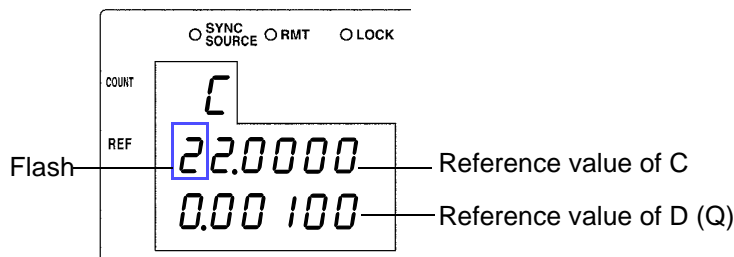 SYNC SOURCE RMT LOCK
COUNT C
REF 22.0000 Reference value of C
Flash
0.00100 Reference value of D (Q)